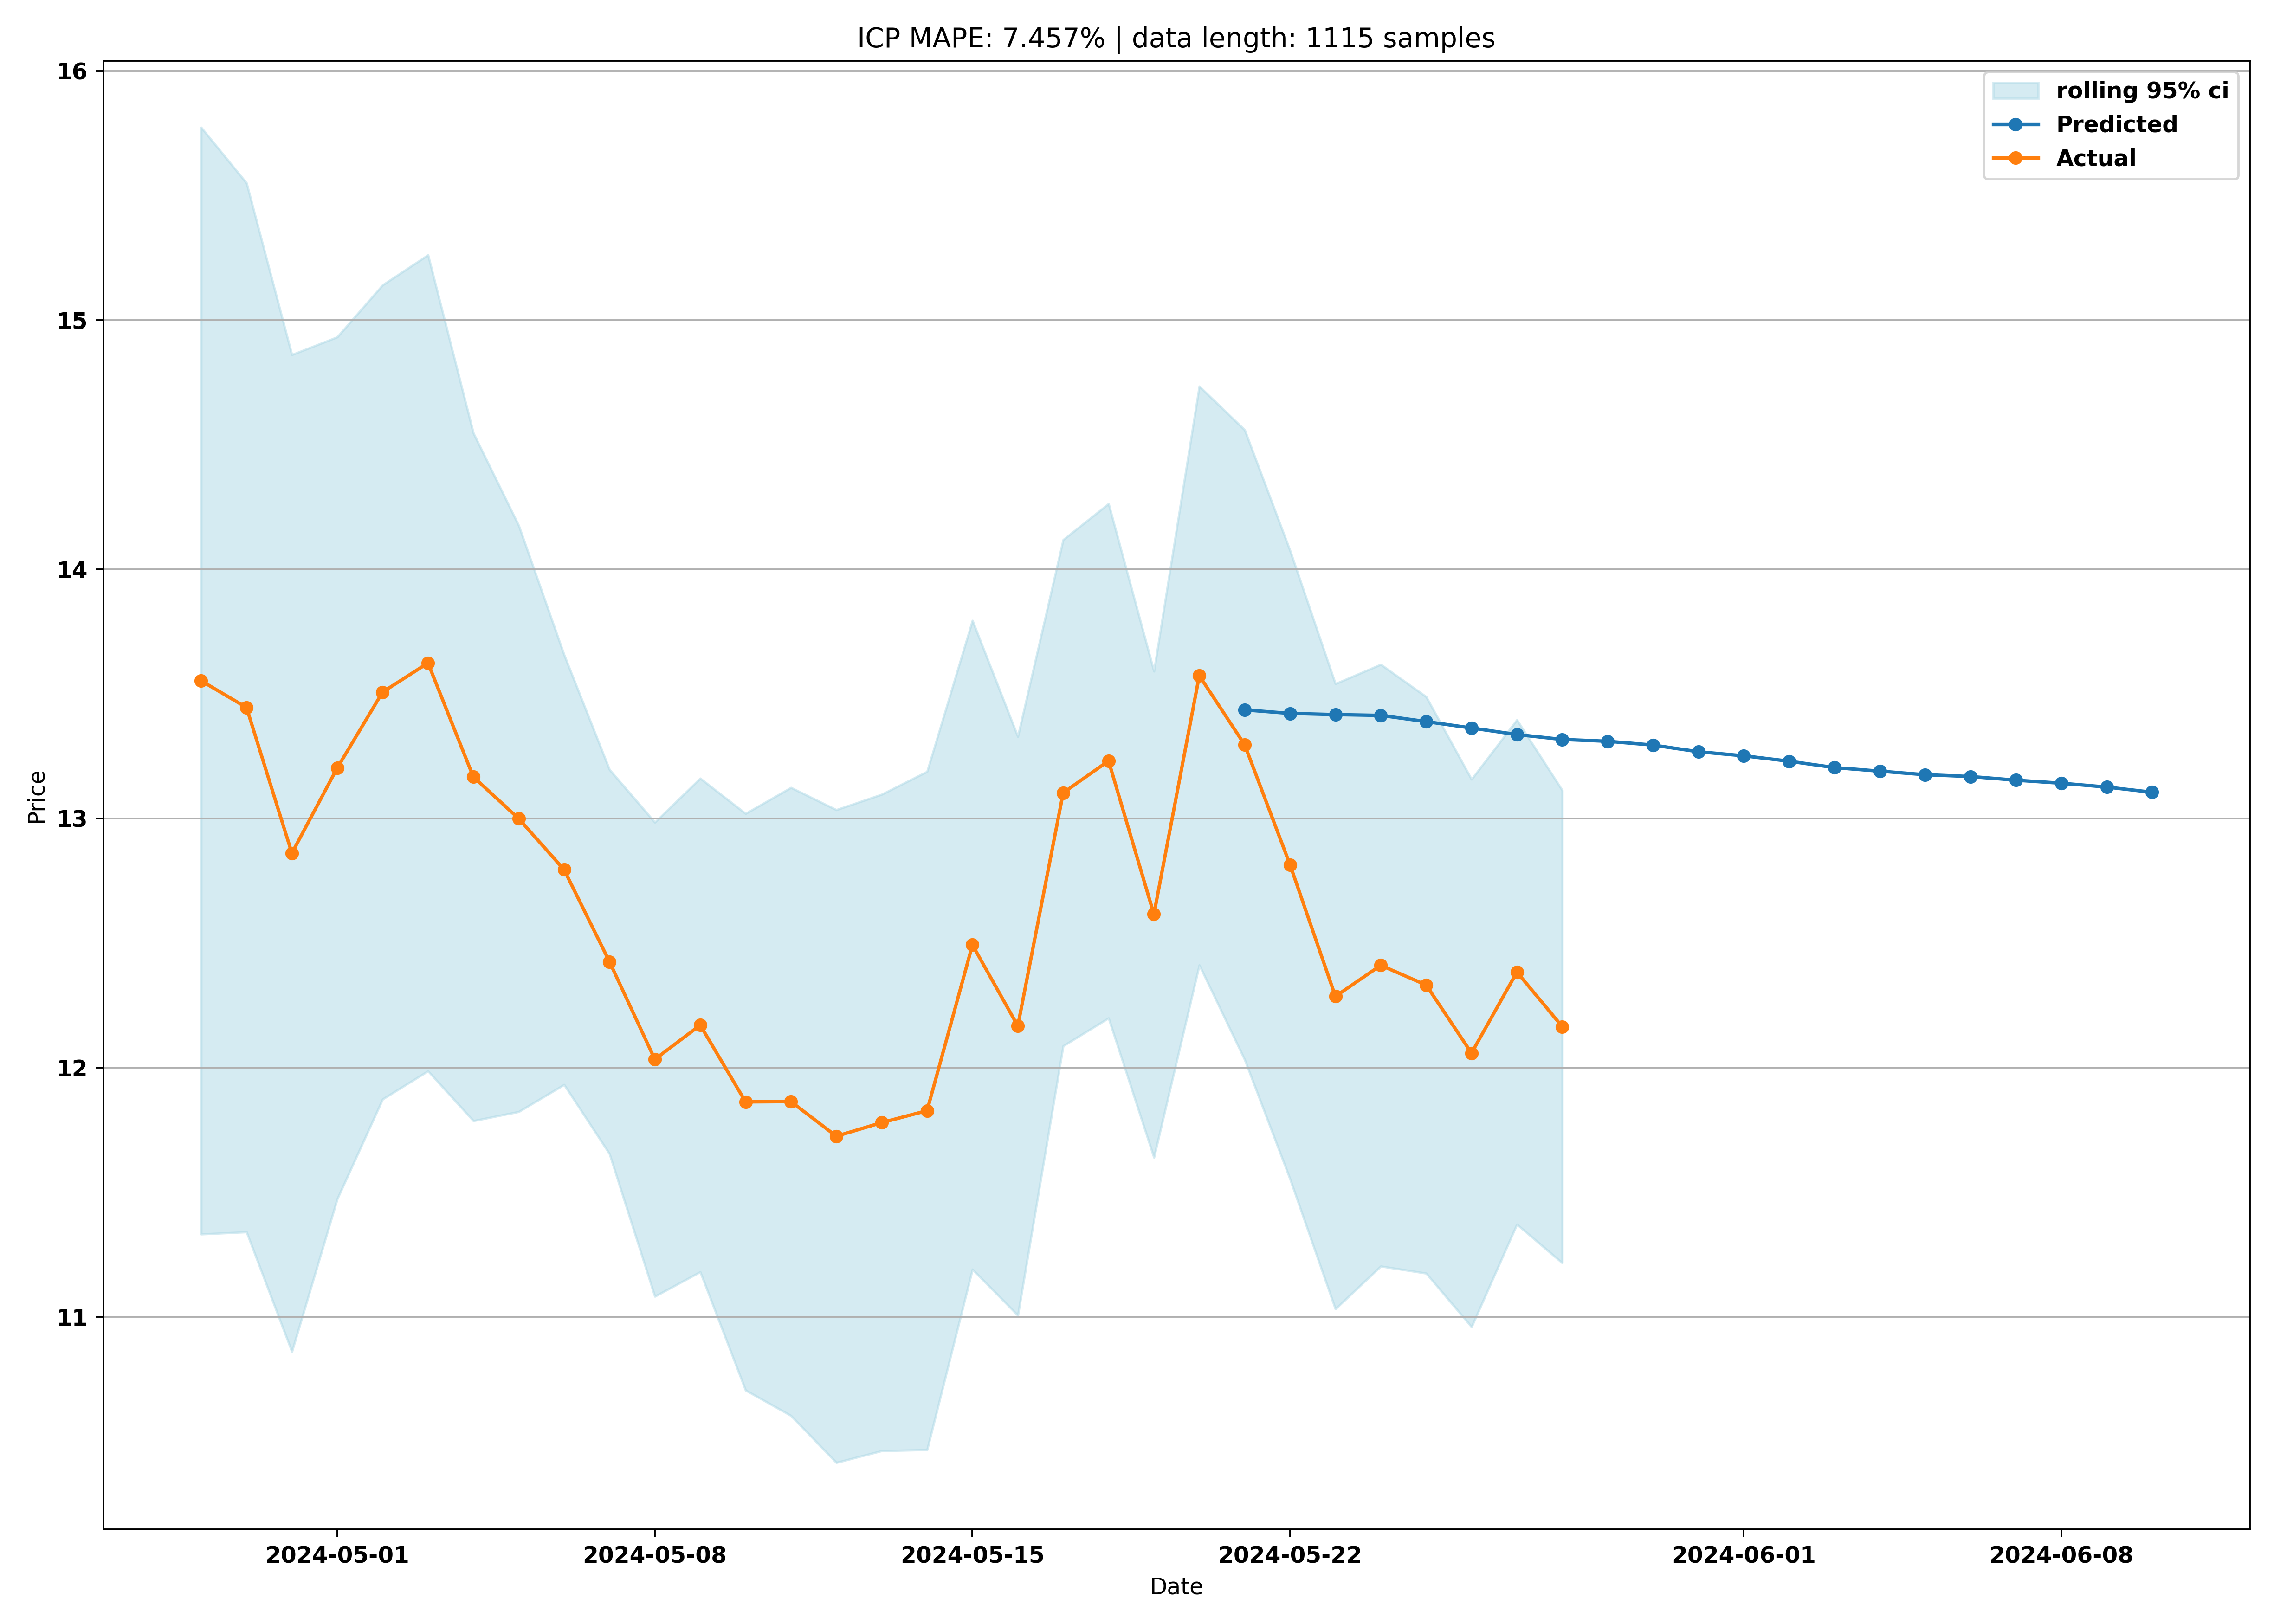 ICP MAPE: 7.457% | data length: 1115 samples
rolling 95% ci
Predicted
Actual
16
15
14
13
12
11
Price
2024-05-01
2024-05-08
2024-05-15
2024-05-22
2024-06-01
2024-06-08
Date